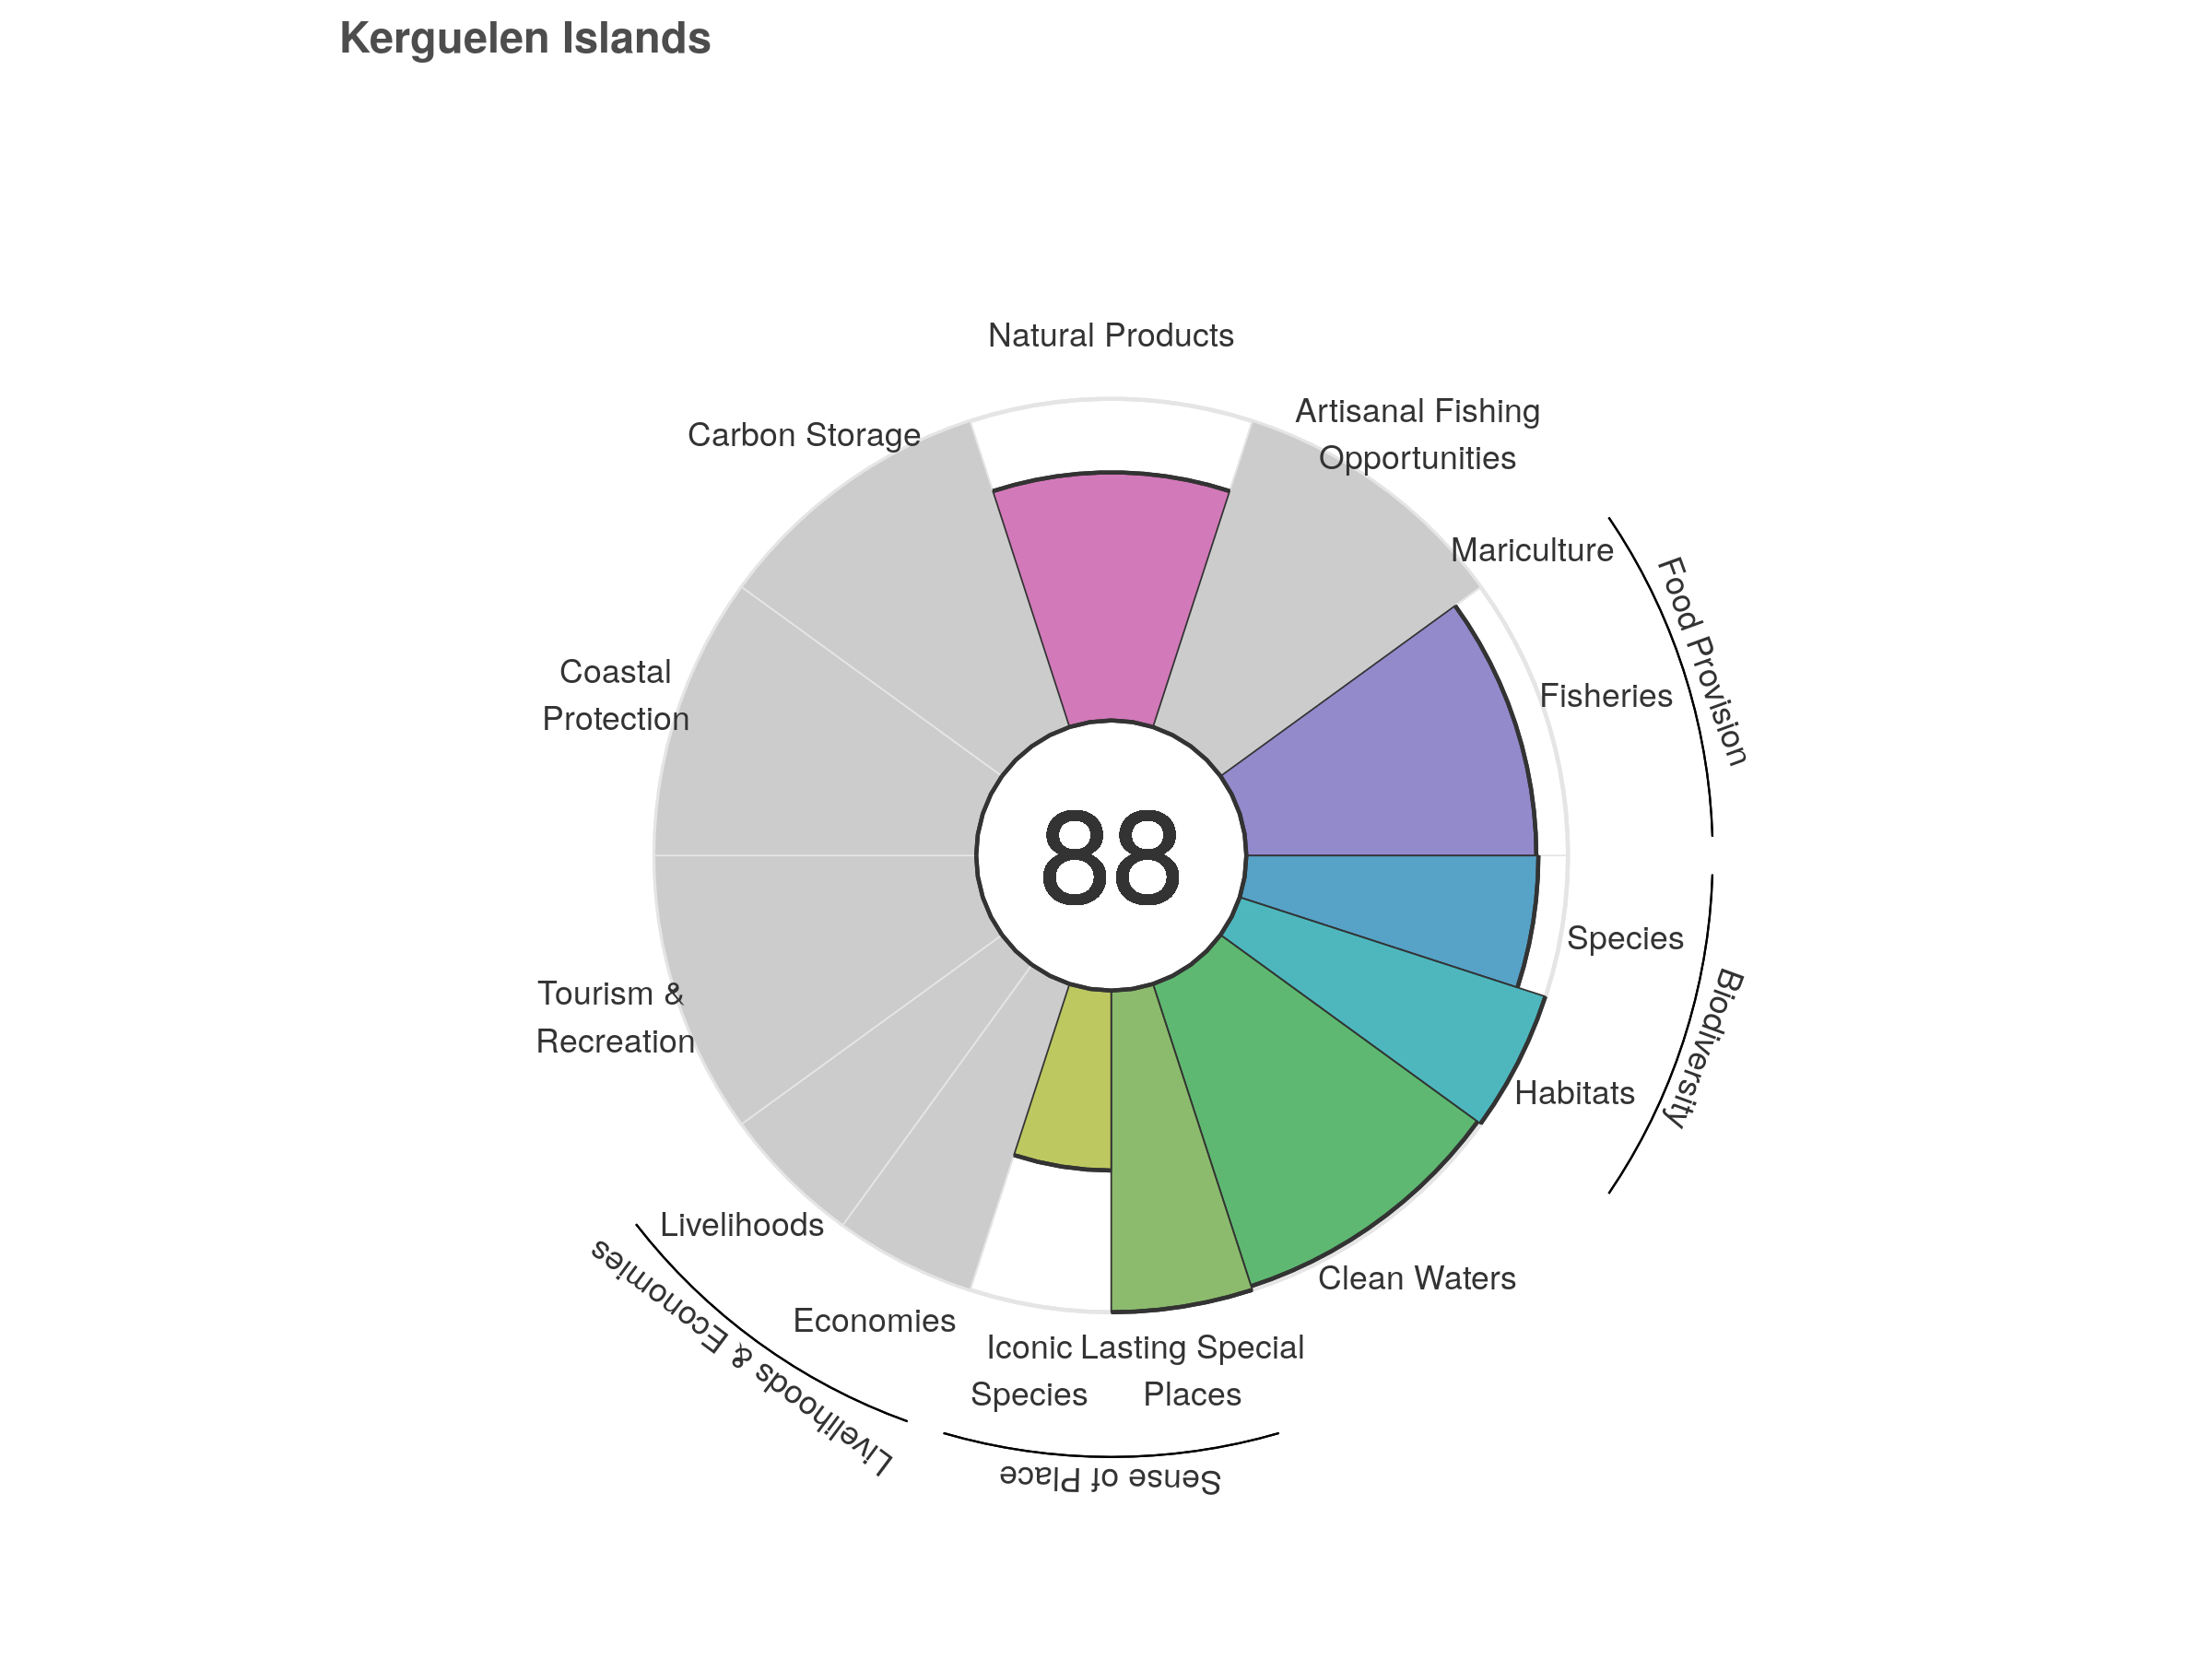 Kerguelen Islands
Natural Products
Artisanal Fishing
Opportunities
Carbon Storage
Mariculture
Food Provision
Fisheries
Coastal
Protection
88
Species
Biodiversity
Tourism &
Recreation
Habitats
Livelihoods
Clean Waters
Livelihoods & Economies
Economies
Iconic
Species
Lasting Special
Places
Sense of Place